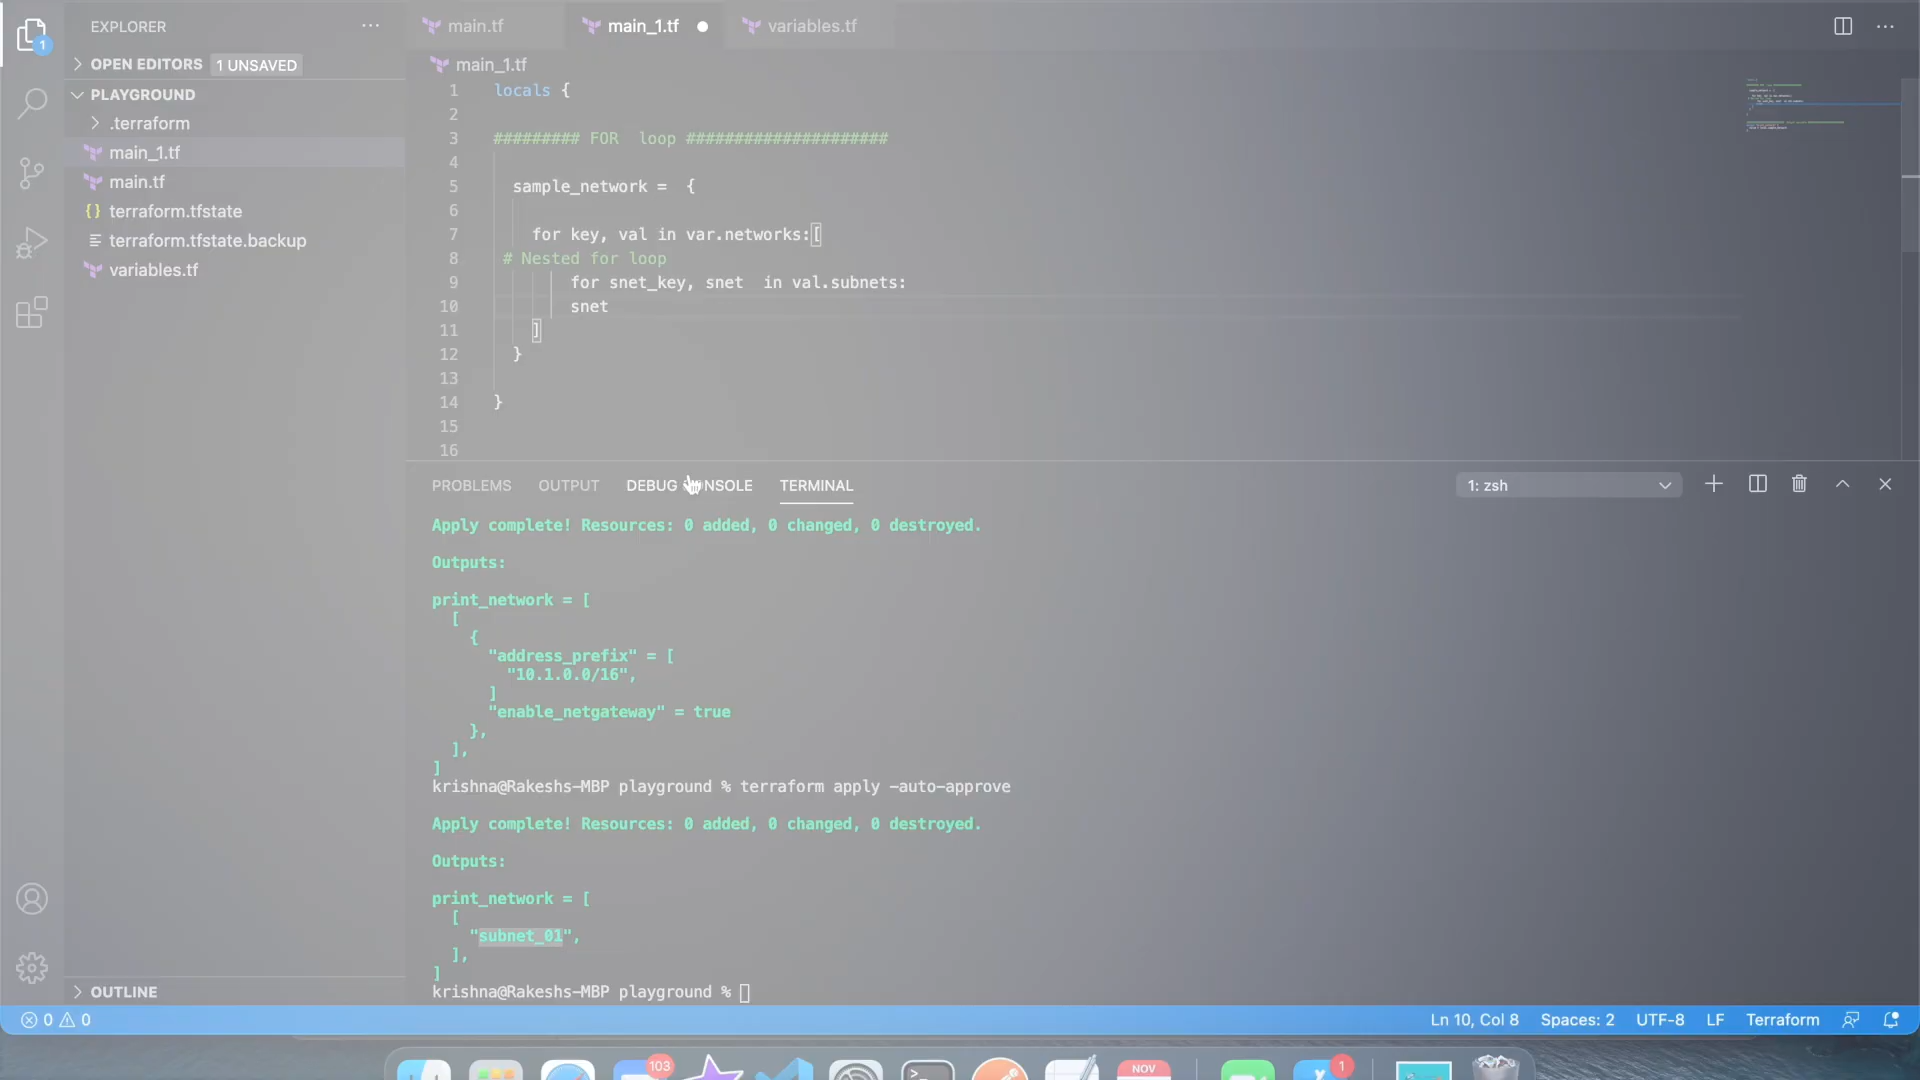 EXPLORER
OPEN EDITORS 1 UNSAVED
PLAYGROUND
.terraform
main_1.tf
main.tf
terraform.tfstate
terraform.tfstate.backup
variables.tf
OUTLINE
1
main.tf
main_1.tf
variables.tf
main_1.tf
1 locals {
2
3 ######### FOR  loop #####################
4
5 sample_network =  {
6
7 for key, val in var.networks:[
8 # Nested for loop
9 for snet_key, snet  in val.subnets:
10 snet
11 ]
12 }
13
14 }
15
16
PROBLEMS OUTPUT DEBUG CONSOLE TERMINAL 1: zsh
Apply complete! Resources: 0 added, 0 changed, 0 destroyed.
Outputs:
print_network = [
[
{
"address_prefix" = [
"10.1.0.0/16",
]
"enable_netgateway" = true
},
],
]
krishna@Rakeshs-MBP playground % terraform apply -auto-approve
Apply complete! Resources: 0 added, 0 changed, 0 destroyed.
Outputs:
print_network = [
[
"subnet_01",
],
]
krishna@Rakeshs-MBP playground %
0 0 Ln 10, Col 8 Spaces: 2 UTF-8 LF Terraform
103 NOV 1